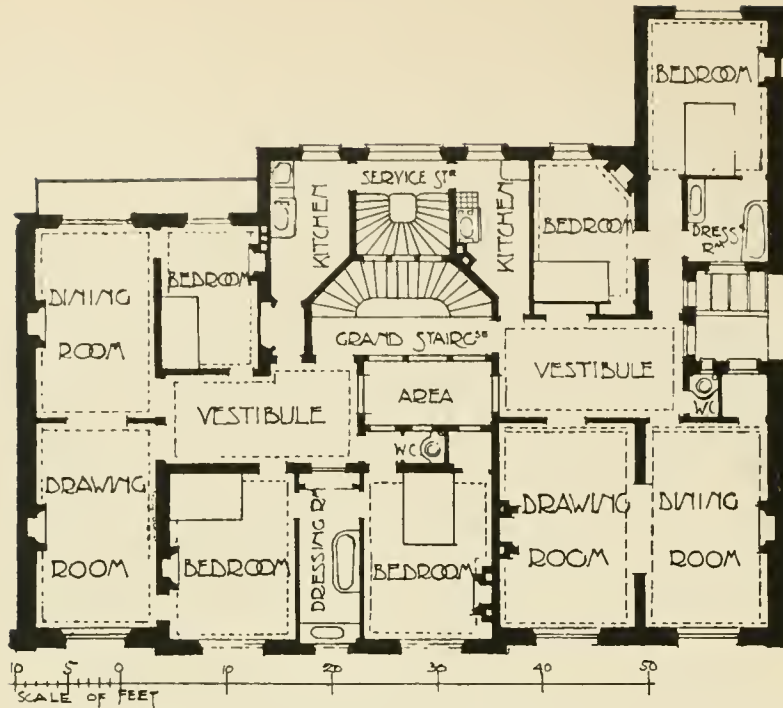 BEDROOM
SERVICE STR
KITCHEN
KITCHEN
BEDROOM
DRESSG
RM
BEDROOM
DINING
ROOM
GRAND STAIRCSE
VESTIBULE
AREA
VESTIBULE
WC
WC
DRAWING
ROOM
BEDROOM
DRESSING RM
BEDROOM
DRAWING
ROOM
DINING
ROOM
10 5 0 10 20 30 40 50
SCALE OF FEET